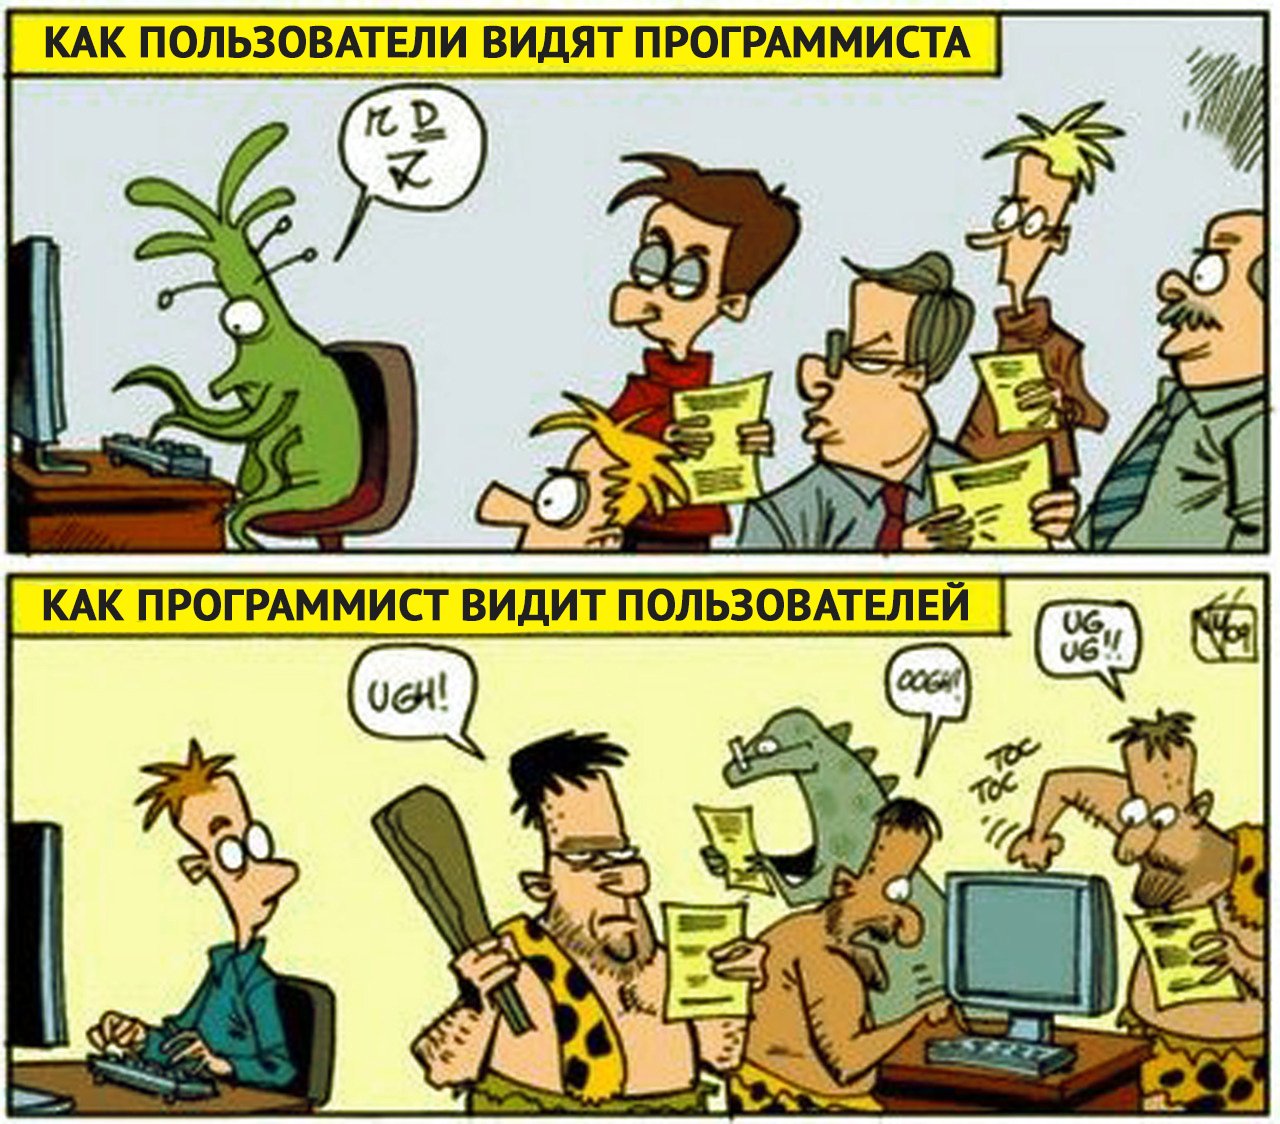 КАК ПОЛЬЗОВАТЕЛИ ВИДЯТ ПРОГРАММИСТА
КАК ПРОГРАММИСТ ВИДИТ ПОЛЬЗОВАТЕЛЕЙ
UGH!
OOGH!
UG
UG!!
TOC
TOC